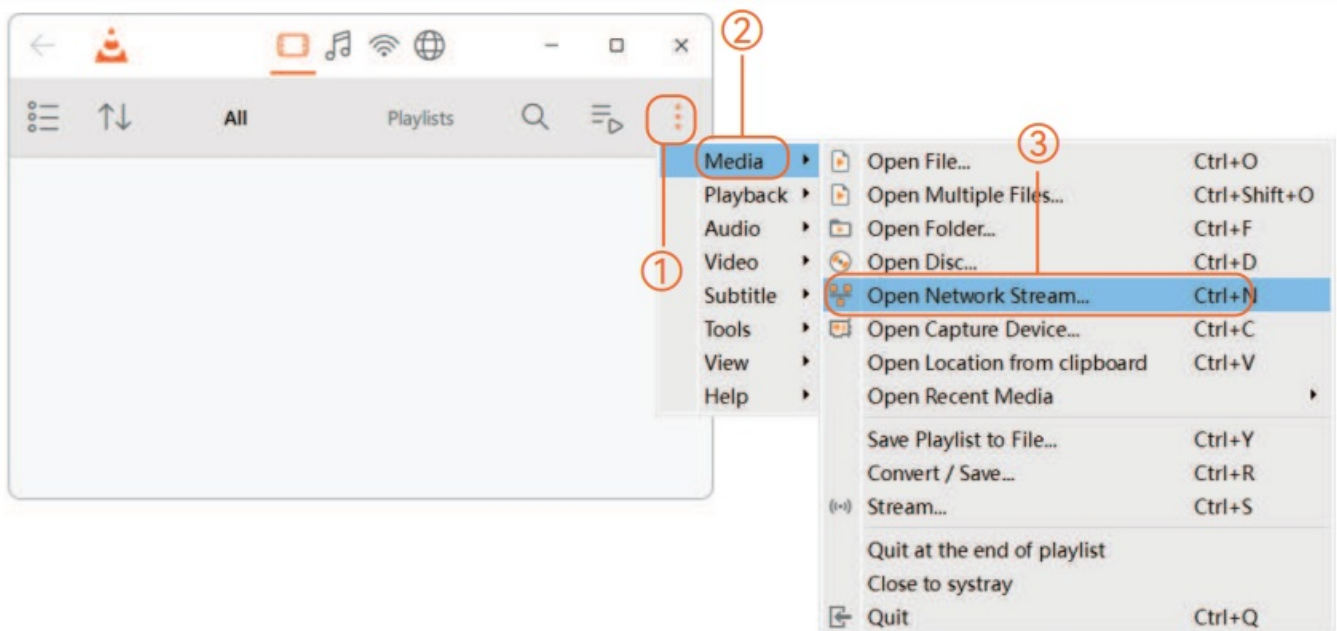 ②
All Playlists
③
①
Media
Playback
Audio
Video
Subtitle
Tools
View
Help
Open File... Ctrl+O
Open Multiple Files... Ctrl+Shift+O
Open Folder... Ctrl+F
Open Disc... Ctrl+D
Open Network Stream... Ctrl+N
Open Capture Device... Ctrl+C
Open Location from clipboard Ctrl+V
Open Recent Media
Save Playlist to File... Ctrl+Y
Convert / Save... Ctrl+R
Stream... Ctrl+S
Quit at the end of playlist
Close to systray
Quit Ctrl+Q